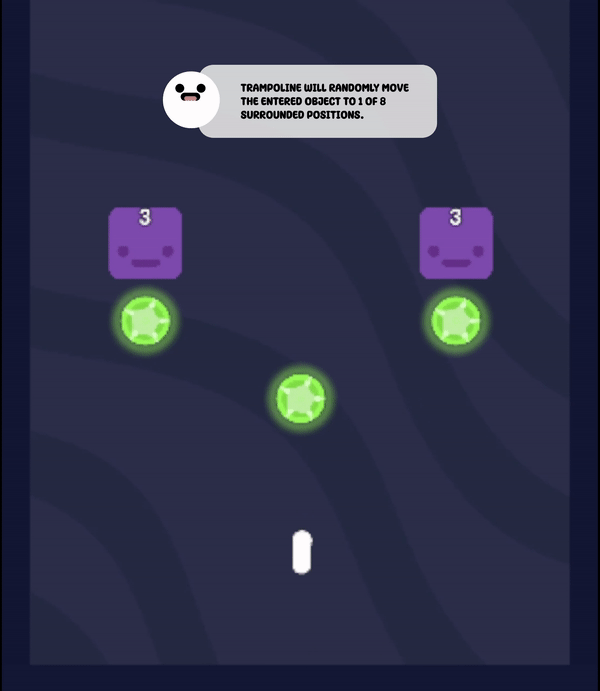 TRAMPOLINE WILL RANDOMLY MOVE
THE ENTERED OBJECT TO 1 OF 8
SURROUNDED POSITIONS.
3 3